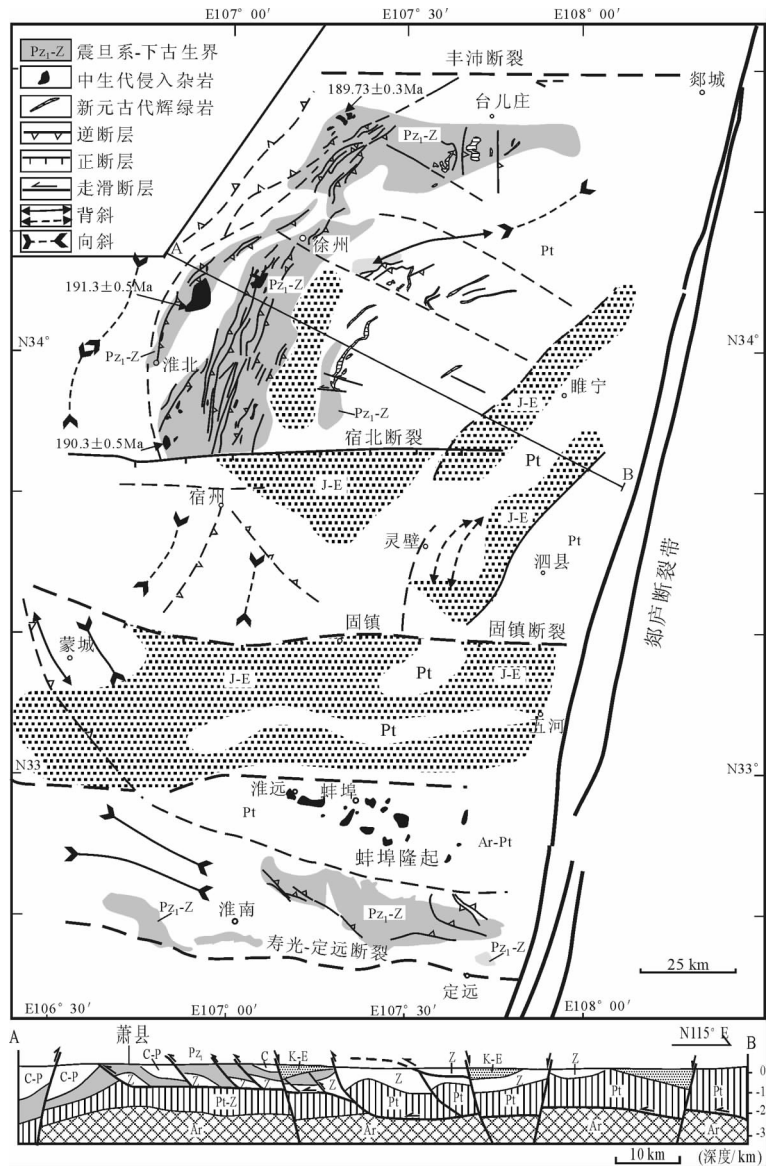 E107° 00′
E107° 30′
E108° 00′
Pz₁-Z 震旦系-下古生界
中生代侵入杂岩
新元古代辉绿岩
逆断层
正断层
走滑断层
背斜
向斜
丰沛断裂
189.73±0.3Ma
台儿庄
郯城
Pz₁-Z
A
徐州
Pt
191.3±0.5Ma
Pz₁-Z
N34°
N34°
Pz₁-Z
淮北
睢宁
J-E
Pz₁-Z
190.3±0.5Ma
宿北断裂
Pt
B
J-E
宿州
J-E
灵壁
Pt
泗县
郯庐断裂带
固镇
固镇断裂
蒙城
J-E
Pt
J-E
Pt
五河
N33
N33°
淮远
蚌埠
Pt
Ar-Pt
蚌埠隆起
Pz₁-Z
淮南
Pz₁-Z
Pz₁-Z
寿光-定远断裂
定远
25 km
E106° 30′
E107° 00′
E107° 30′
E108° 00′
A
萧县
N115° E
B
C-P
C-P
C-P
Pz₁
C
K-E
Z
K-E
Z
0
Z
Z
Z
Z
Z
-1
Pt-Z
Pt
Pt
Pt
Pt
Pt
-2
Ar
Ar
Ar
Ar
-3
10 km
(深度/km)